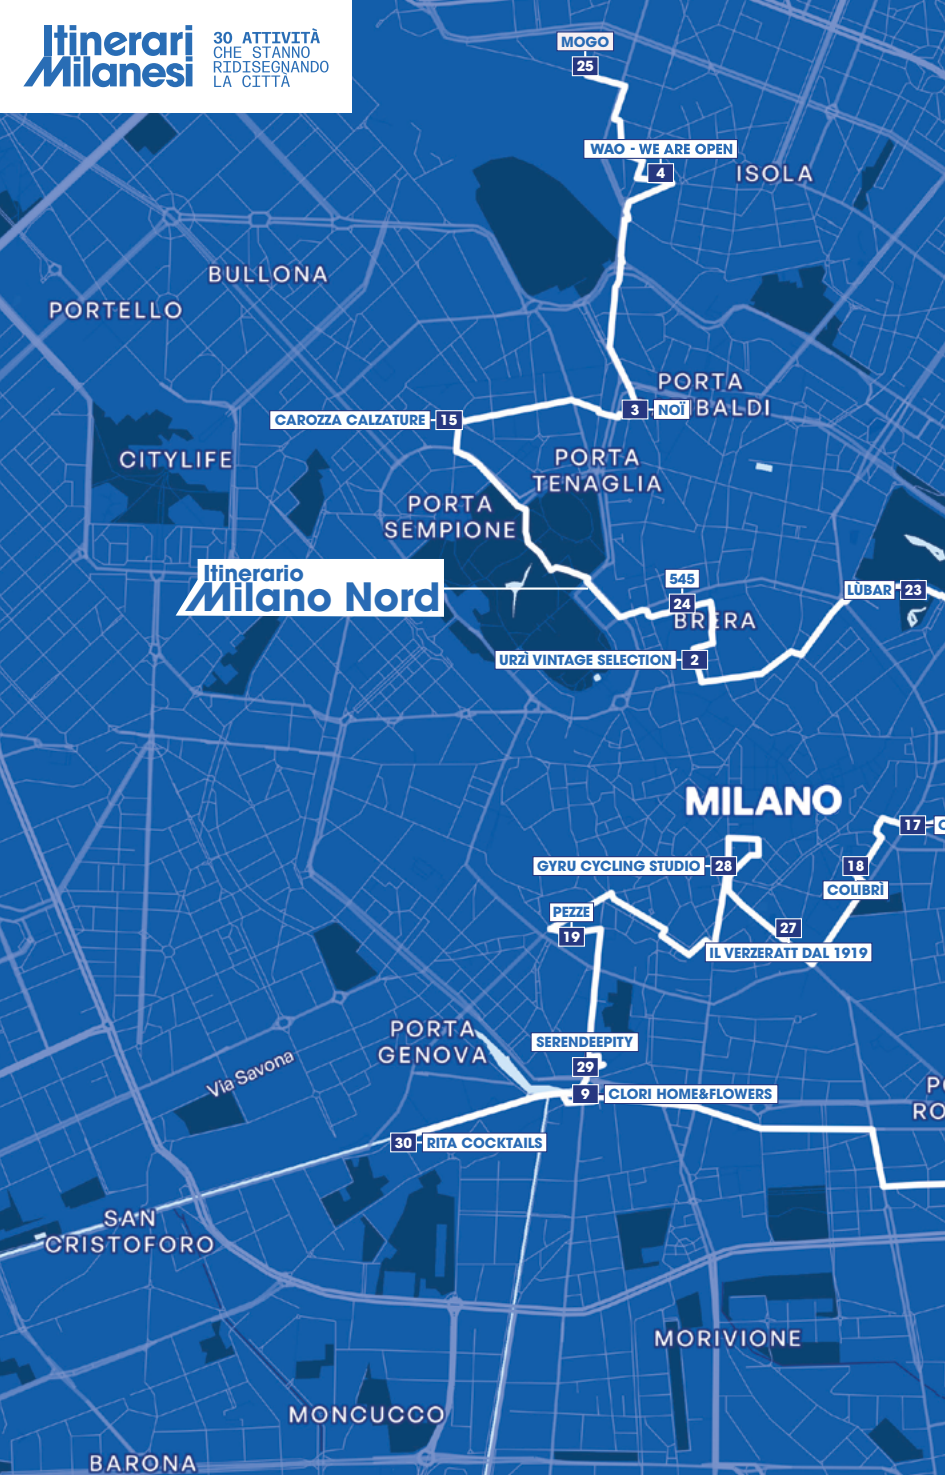 Itinerari
Milanesi
30 ATTIVITÀ
CHE STANNO
RIDISEGNANDO
LA CITTÀ
MOGO
25
WAO - WE ARE OPEN
4
ISOLA
BULLONA
PORTELLO
PORTA
BALDI
3
NOÏ
CAROZZA CALZATURE
15
CITYLIFE
PORTA
TENAGLIA
PORTA
SEMPIONE
Itinerario
Milano Nord
545
24
BRERA
LÙBAR
23
URZÌ VINTAGE SELECTION
2
MILANO
17
GYRU CYCLING STUDIO
28
18
COLIBRÌ
PEZZE
19
27
IL VERZERATT DAL 1919
PORTA
GENOVA
SERENDEEPITY
29
9
CLORI HOME&FLOWERS
Via Savona
30
RITA COCKTAILS
SAN
CRISTOFORO
MORIVIONE
MONCUCCO
BARONA